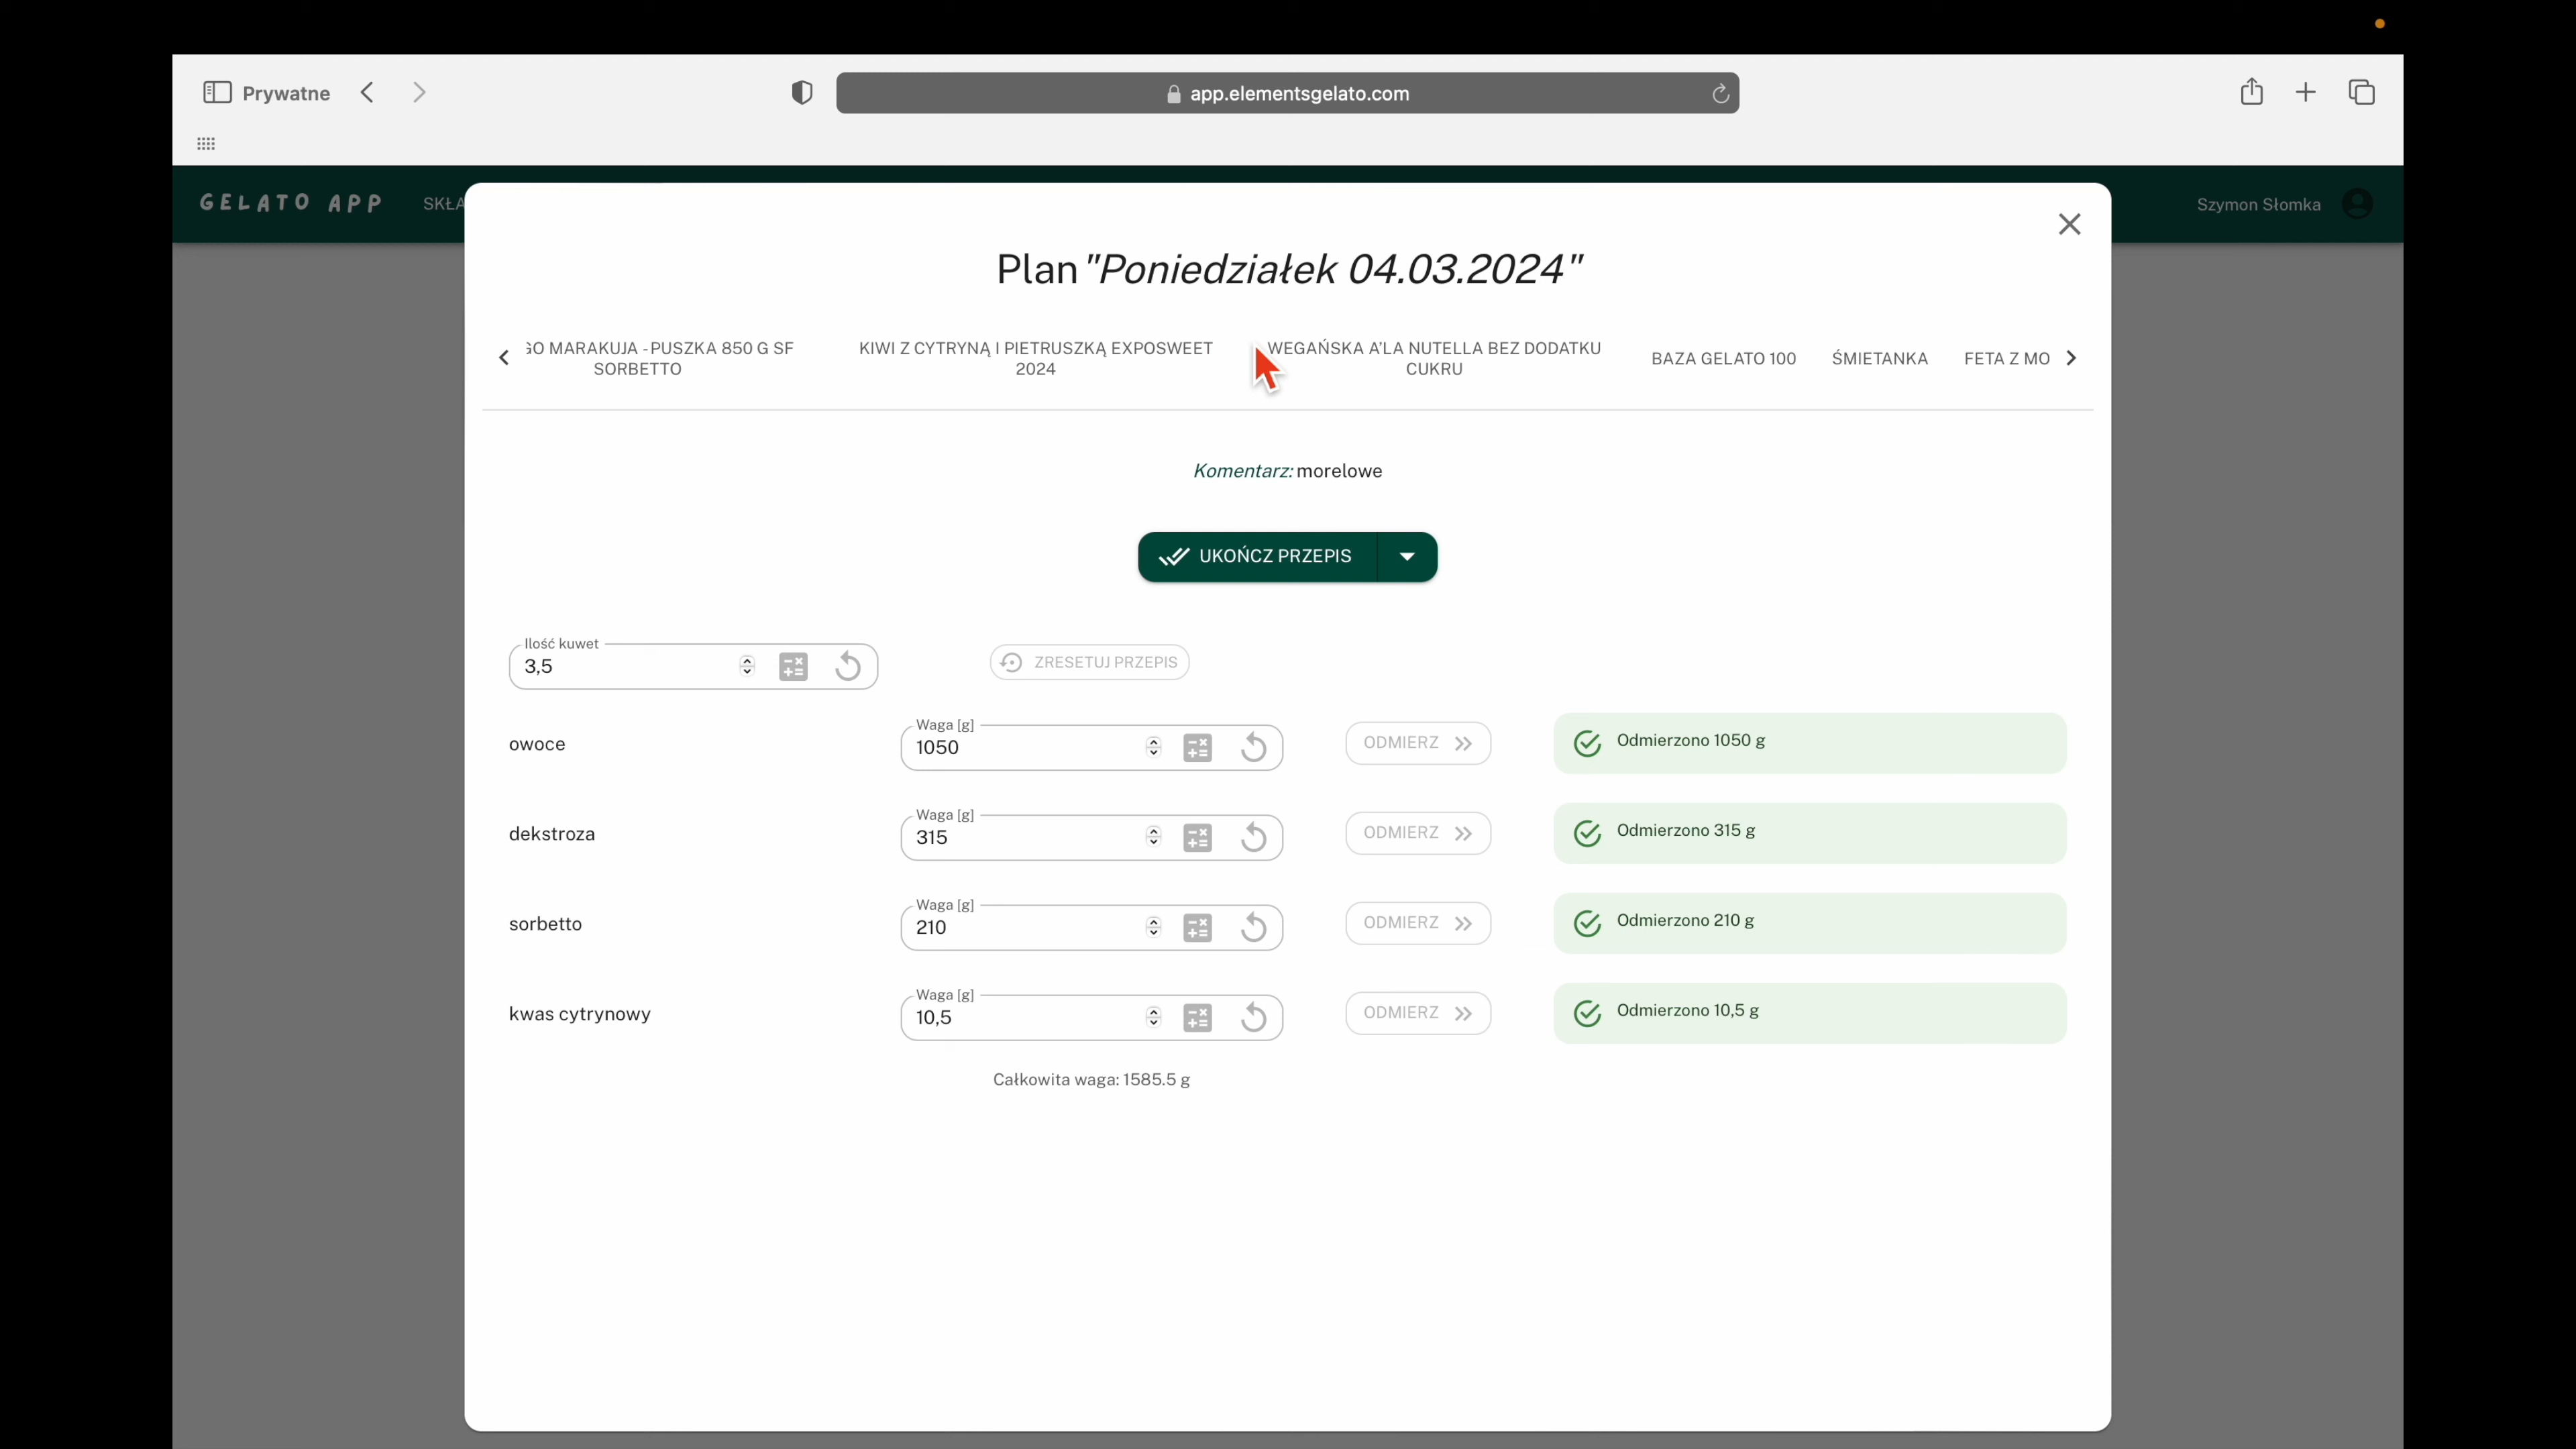 Prywatne
app.elementsgelato.com
GELATO APP
SKŁA
Szymon Słomka
Plan "Poniedziałek 04.03.2024"
GO MARAKUJA - PUSZKA 850 G SF
SORBETTO
KIWI Z CYTRYNĄ I PIETRUSZKĄ EXPOSWEET
2024
WEGAŃSKA A'LA NUTELLA BEZ DODATKU
CUKRU
BAZA GELATO 100
ŚMIETANKA
FETA Z MO
Komentarz: morelowe
UKOŃCZ PRZEPIS
Ilość kuwet
3,5
ZRESETUJ PRZEPIS
owoce
Waga [g]
1050
ODMIERZ
Odmierzono 1050 g
dekstroza
Waga [g]
315
ODMIERZ
Odmierzono 315 g
sorbetto
Waga [g]
210
ODMIERZ
Odmierzono 210 g
kwas cytrynowy
Waga [g]
10,5
ODMIERZ
Odmierzono 10,5 g
Całkowita waga: 1585.5 g